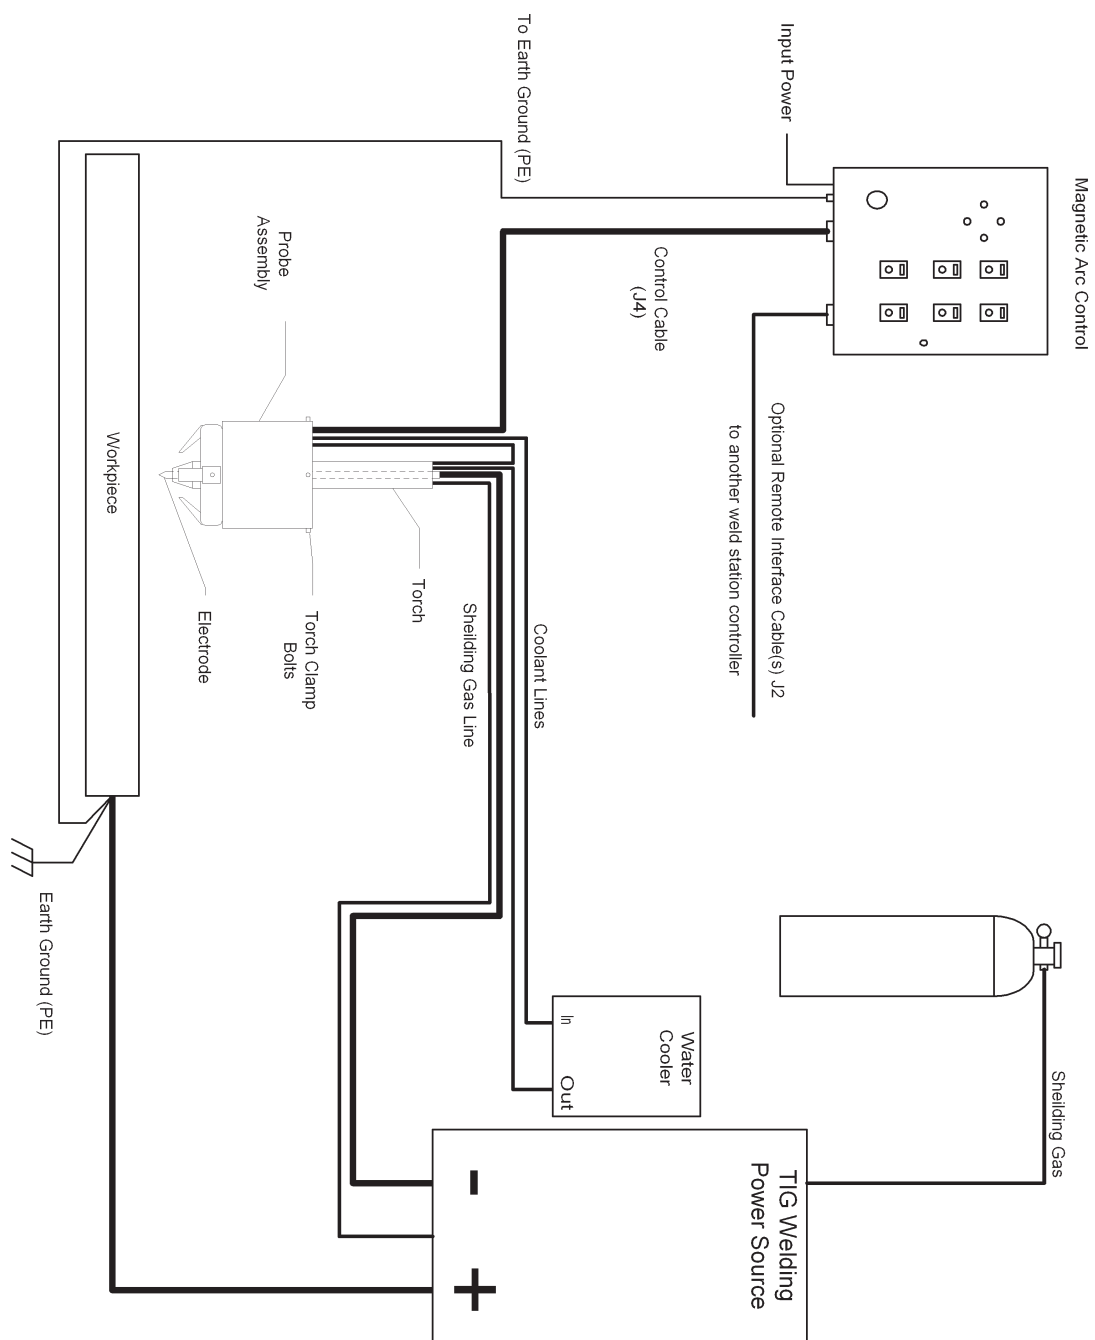 Magnetic Arc Control
Input Power
To Earth Ground (PE)
Control Cable
(J4)
Optional Remote Interface Cable(s) J2
to another weld station controller
Probe
Assembly
Workpiece
Electrode
Torch Clamp
Bolts
Torch
Sheilding Gas Line
Coolant Lines
Earth Ground (PE)
Water
Cooler
In
Out
Sheilding Gas
TIG Welding
Power Source
-
+